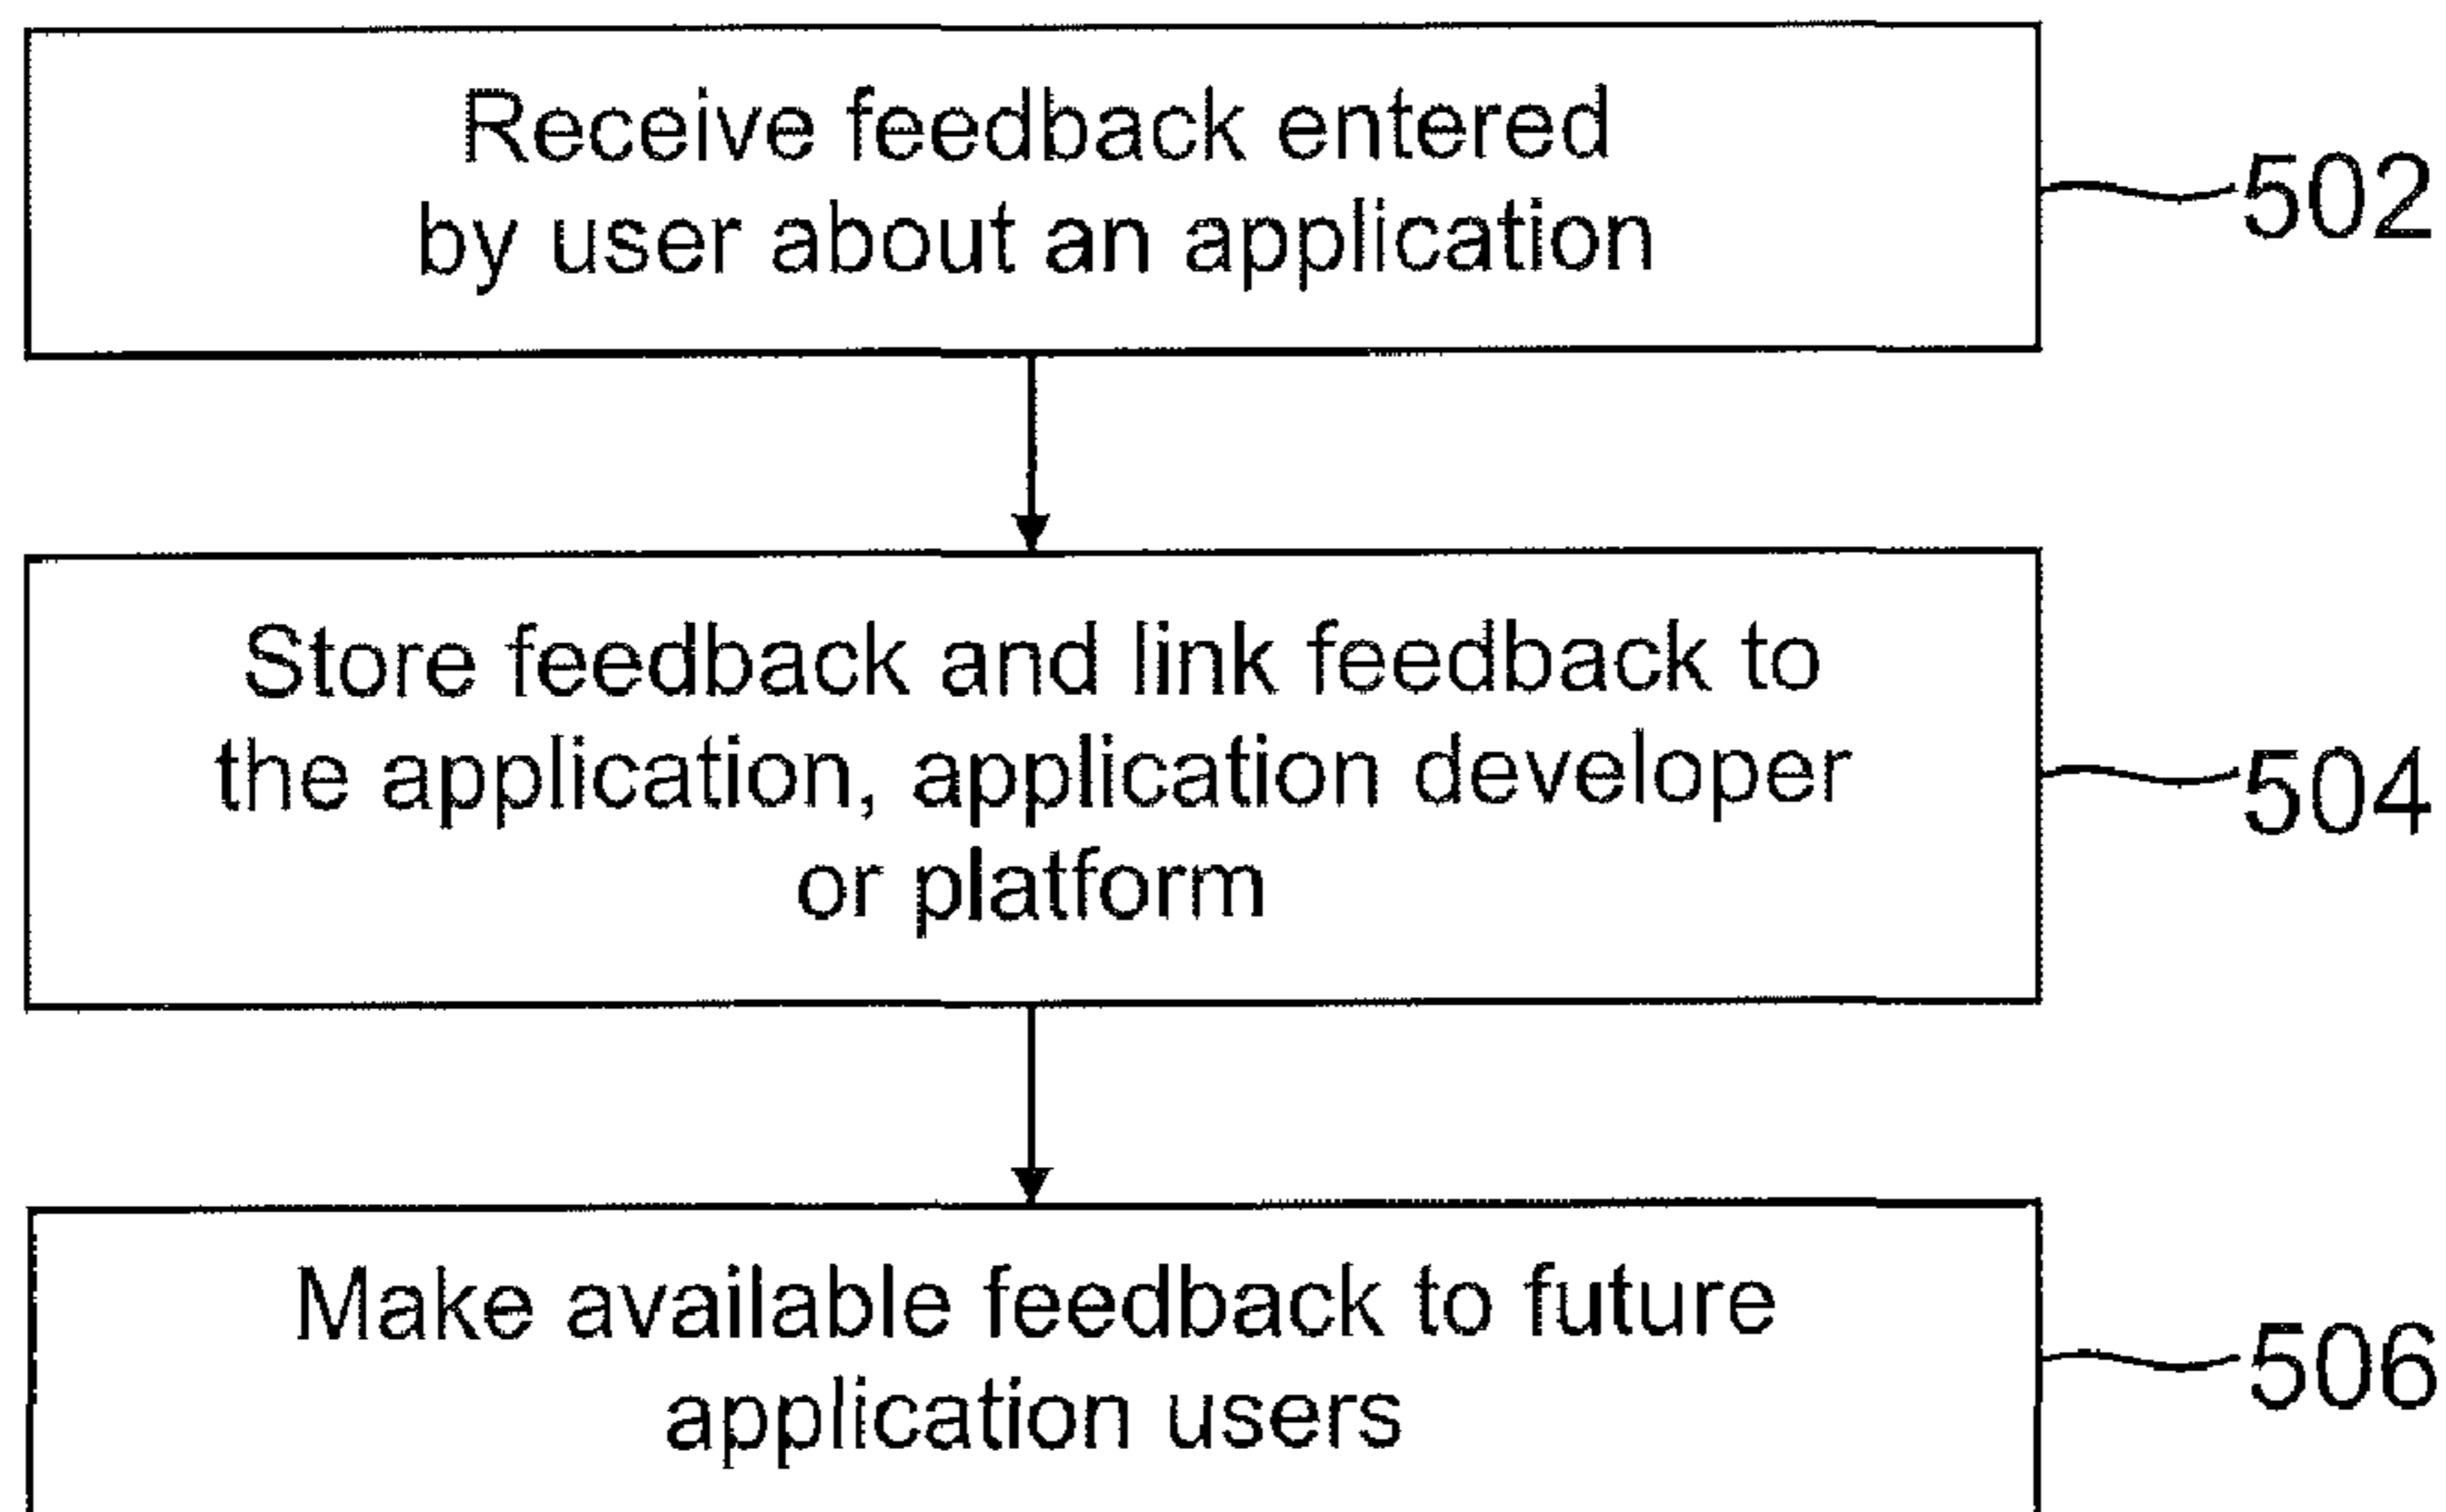 Receive feedback entered
by user about an application
502
Store feedback and link feedback to
the application, application developer
or platform
504
Make available feedback to future
application users
506